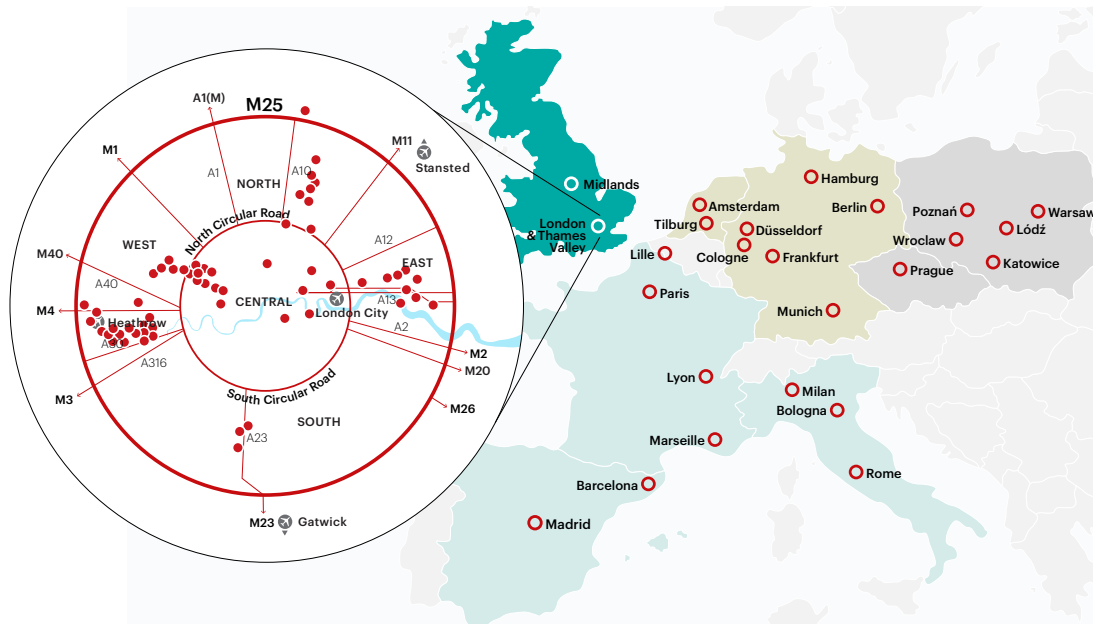 A1(M)
M25
M1
M11
Stansted
A1
A10
NORTH
North Circular Road
WEST
A12
M40
EAST
A40
CENTRAL
A13
M4
Heathrow
London City
A30
A2
A316
M2
M20
M3
South Circular Road
M26
SOUTH
A23
M23
Gatwick
Midlands
London
& Thames
Valley
Hamburg
Amsterdam
Berlin
Tilburg
Düsseldorf
Cologne
Frankfurt
Lille
Paris
Munich
Poznań
Warsaw
Lódź
Wroclaw
Katowice
Prague
Lyon
Milan
Bologna
Marseille
Rome
Barcelona
Madrid